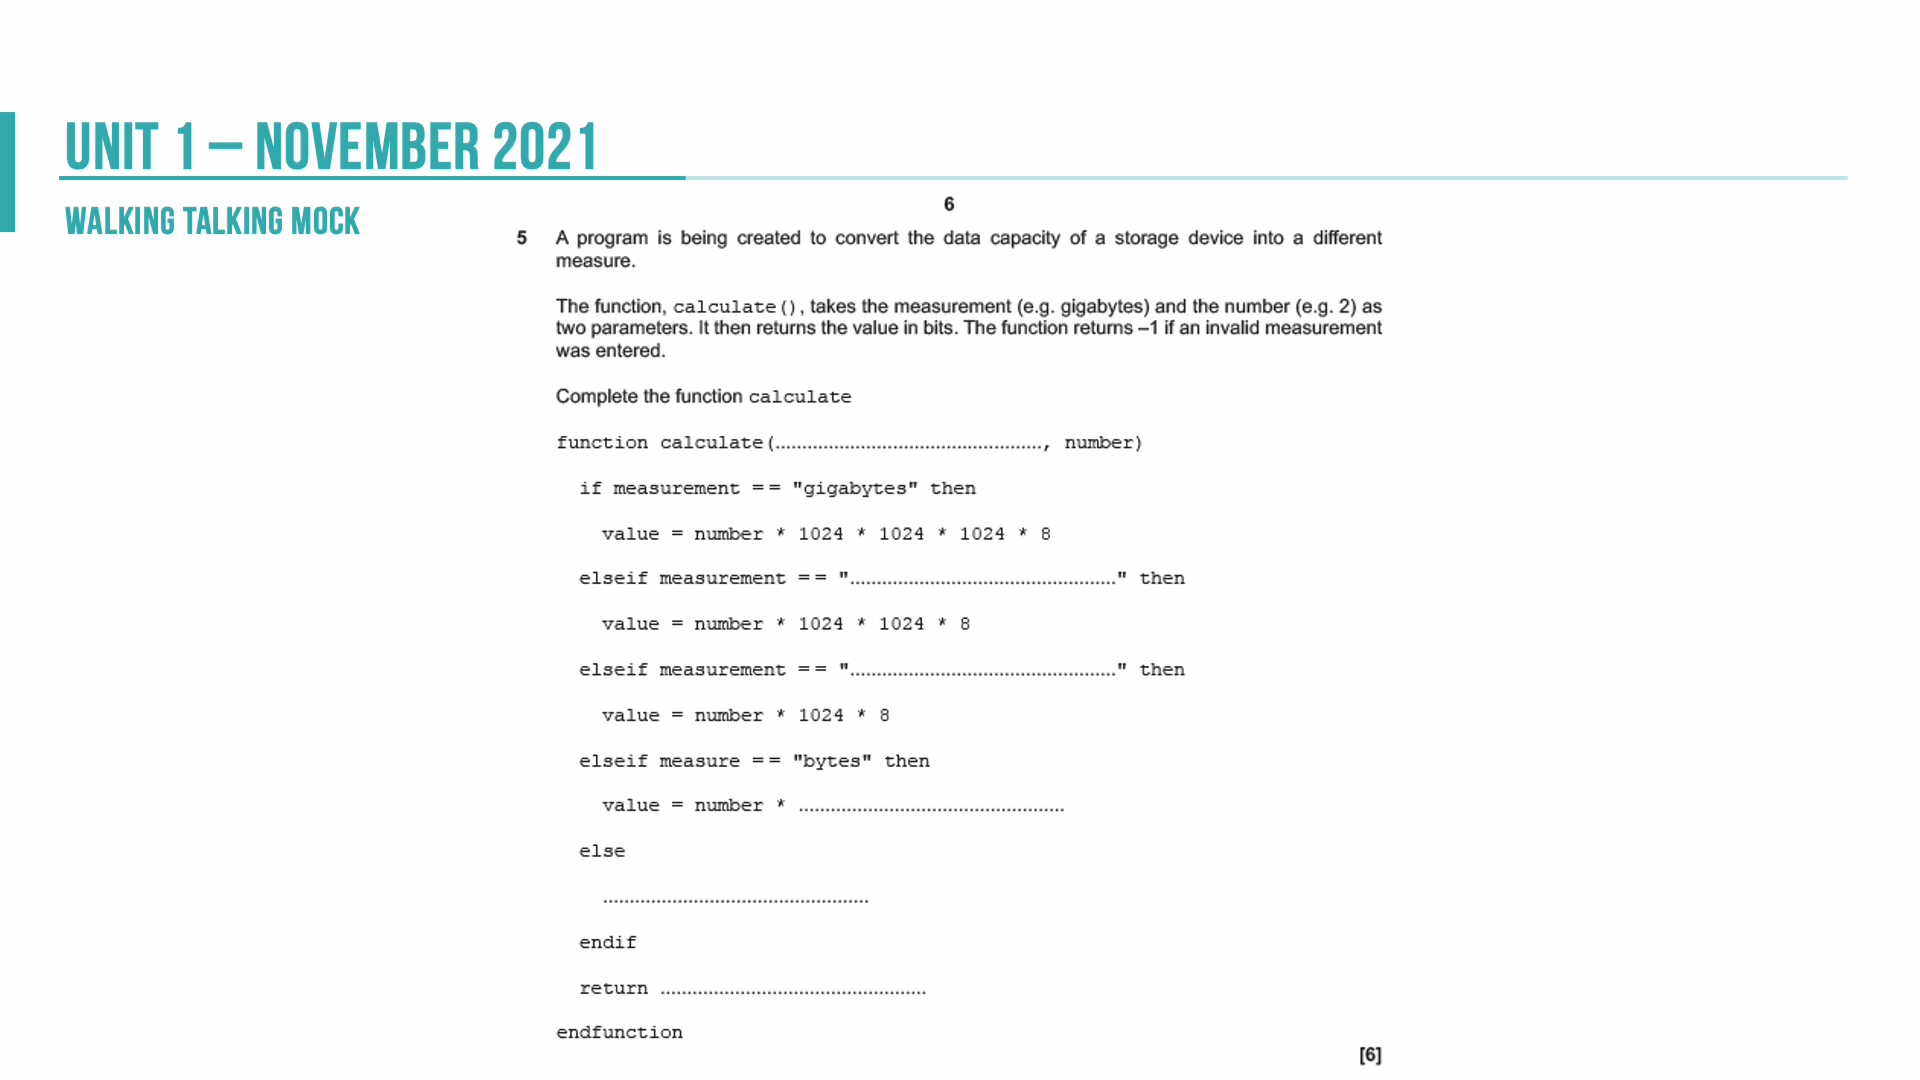 UNIT 1 – NOVEMBER 2021
WALKING TALKING MOCK
6
5 A program is being created to convert the data capacity of a storage device into a different
measure.
The function, calculate(), takes the measurement (e.g. gigabytes) and the number (e.g. 2) as
two parameters. It then returns the value in bits. The function returns –1 if an invalid measurement
was entered.
Complete the function calculate
function calculate(................................................, number)
if measurement == "gigabytes" then
value = number * 1024 * 1024 * 1024 * 8
elseif measurement == "................................................" then
value = number * 1024 * 1024 * 8
elseif measurement == "................................................" then
value = number * 1024 * 8
elseif measure == "bytes" then
value = number * ................................................
else
................................................
endif
return ................................................
endfunction
[6]